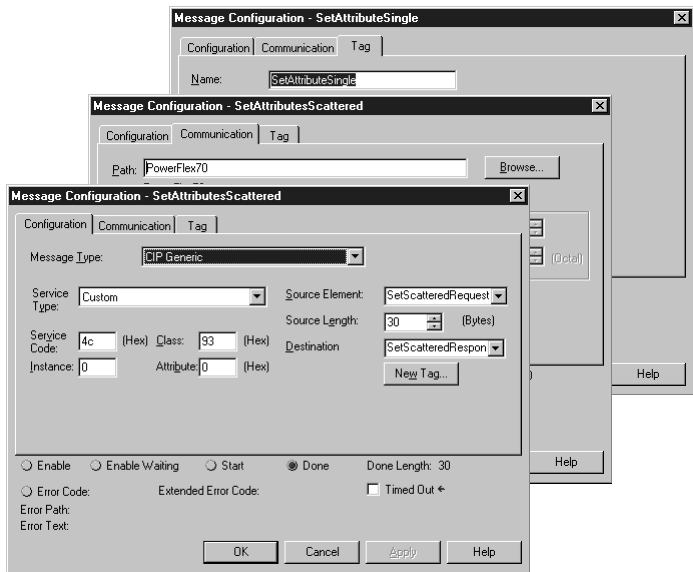 Message Configuration - SetAttributeSingle
Configuration Communication Tag
Name: SetAttributeSingle
Message Configuration - SetAttributesScattered
Configuration Communication Tag
Path: PowerFlex70 Browse...
(Octal)
Help
Help
Message Configuration - SetAttributesScattered
Configuration Communication Tag
Message Type: CIP Generic
Service Type: Custom
Source Element: SetScatteredRequest
Source Length: 30 (Bytes)
Service Code: 4c (Hex) Class: 93 (Hex)
Destination SetScatteredRespon
Instance: 0 Attribute: 0 (Hex)
New Tag...
Enable Enable Waiting Start Done Done Length: 30
Error Code: Extended Error Code: Timed Out ←
Error Path:
Error Text:
OK Cancel Apply Help